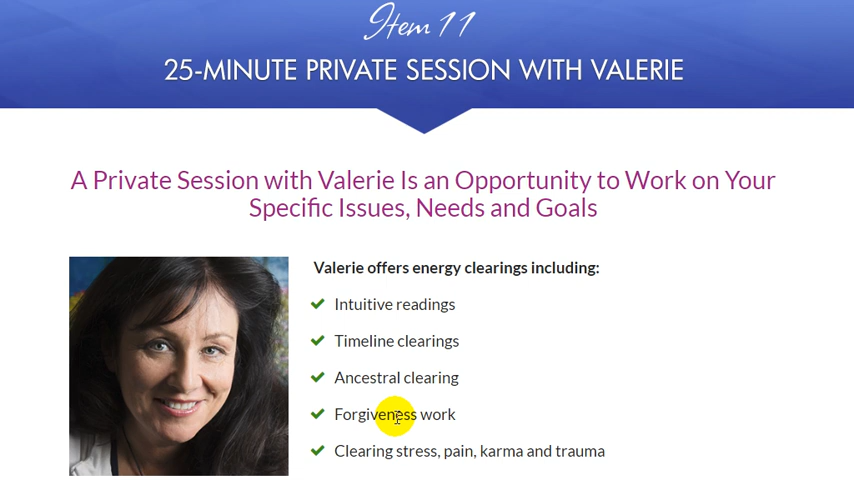 Item 11
25-MINUTE PRIVATE SESSION WITH VALERIE
A Private Session with Valerie Is an Opportunity to Work on Your
Specific Issues, Needs and Goals
Valerie offers energy clearings including:
Intuitive readings
Timeline clearings
Ancestral clearing
Forgiveness work
Clearing stress, pain, karma and trauma